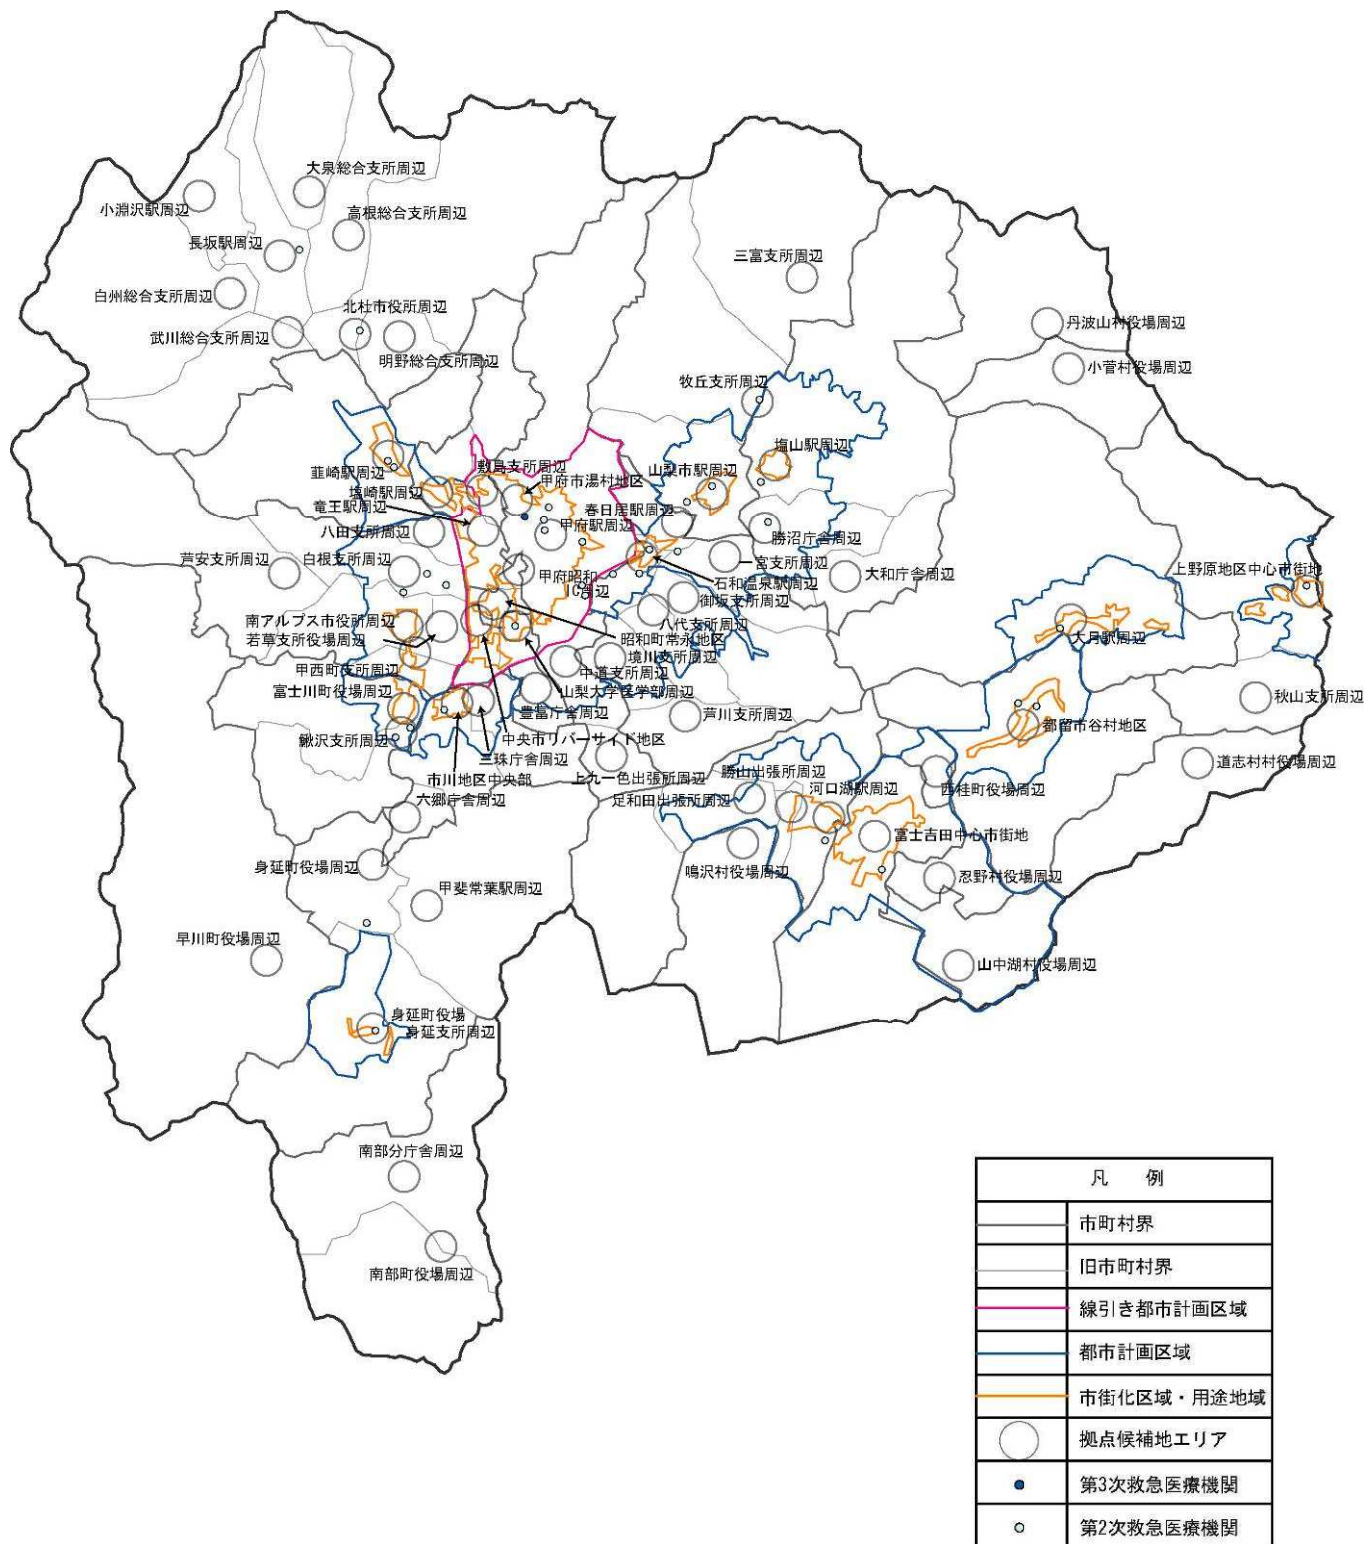 大泉総合支所周辺
小淵沢駅周辺
高根総合支所周辺
長坂駅周辺
三富支所周辺
白州総合支所周辺
北杜市役所周辺
丹波山村役場周辺
武川総合支所周辺
明野総合支所周辺
小菅村役場周辺
牧丘支所周辺
塩山駅周辺
敷島支所周辺
山梨市駅周辺
韮崎駅周辺
甲府市湯村地区
塩崎駅周辺
竜王駅周辺
春日居駅周辺
甲府駅周辺
八田支所周辺
勝沼庁舎周辺
芦安支所周辺
白根支所周辺
一宮支所周辺
上野原地区中心市街地
甲府昭和
IC周辺
石和温泉駅周辺
大和庁舎周辺
御坂支所周辺
南アルプス市役所周辺
八代支所周辺
若草支所役場周辺
昭和町常永地区
大月駅周辺
境川支所周辺
甲西町支所周辺
中道支所周辺
富士川町役場周辺
山梨大学医学部周辺
秋山支所周辺
豊富庁舎周辺
芦川支所周辺
都留市谷村地区
鰍沢支所周辺
中央市リバーサイド地区
三珠庁舎周辺
市川地区中央部
上九一色出張所周辺
勝山出張所周辺
道志村村役場周辺
河口湖駅周辺
西桂町役場周辺
六郷庁舎周辺
足和田出張所周辺
富士吉田中心市街地
身延町役場周辺
鳴沢村役場周辺
忍野村役場周辺
甲斐常葉駅周辺
早川町役場周辺
山中湖村役場周辺
身延町役場
身延支所周辺
南部分庁舎周辺
南部町役場周辺
凡 例
市町村界
旧市町村界
線引き都市計画区域
都市計画区域
市街化区域・用途地域
拠点候補地エリア
第3次救急医療機関
第2次救急医療機関